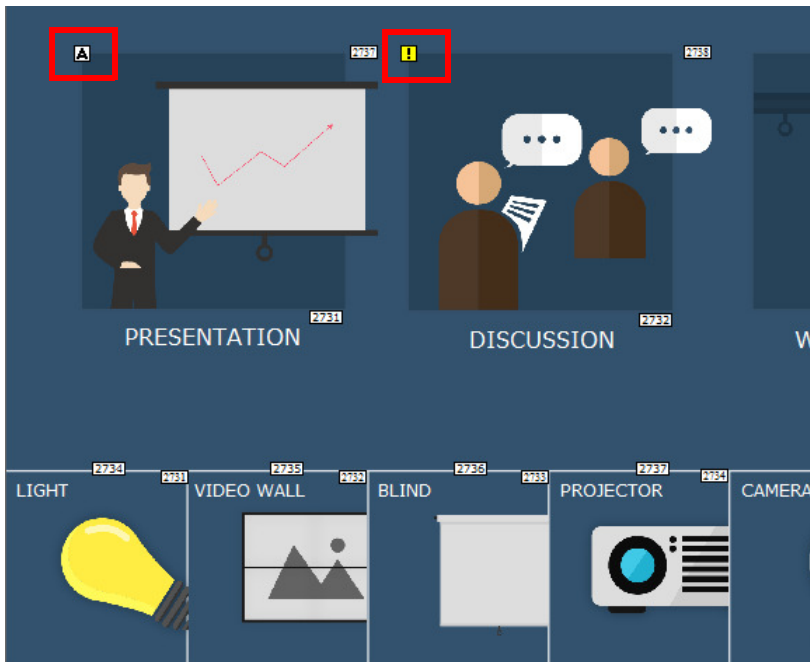 A
2737
!
2738
2731
2732
PRESENTATION
DISCUSSION
W
2734
2731
2735
2732
2736
2733
2737
2734
LIGHT
VIDEO WALL
BLIND
PROJECTOR
CAMERA